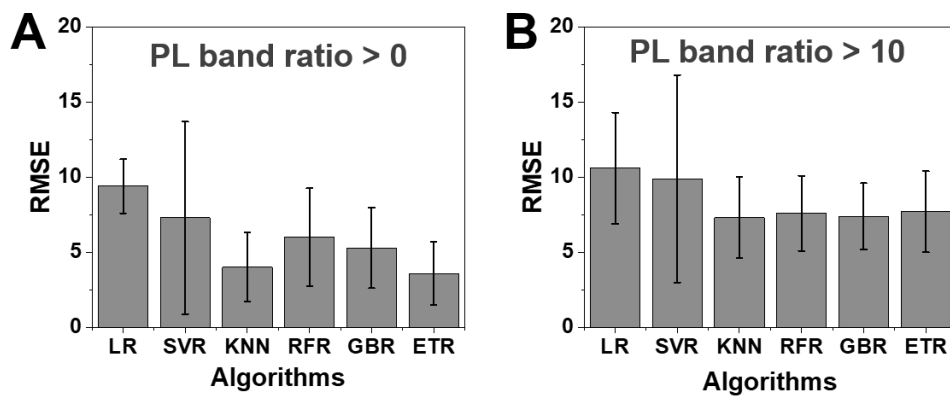 A
PL band ratio > 0
RMSE
20
15
10
5
0
LR SVR KNN RFR GBR ETR
Algorithms
B
PL band ratio > 10
RMSE
20
15
10
5
0
LR SVR KNN RFR GBR ETR
Algorithms